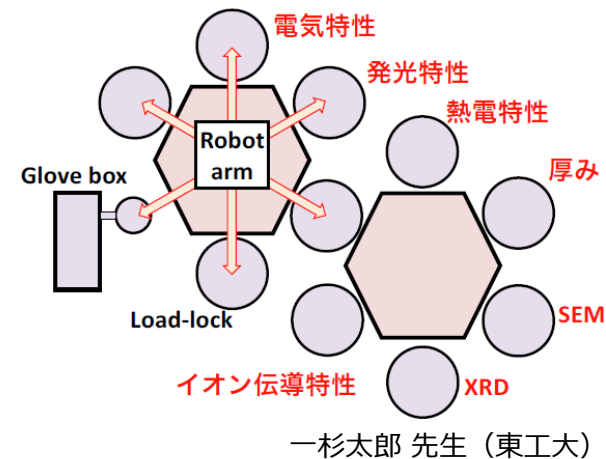 電気特性
発光特性
熱電特性
Robot
arm
厚み
Glove box
Load-lock
SEM
イオン伝導特性
XRD
一杉太郎 先生（東工大）